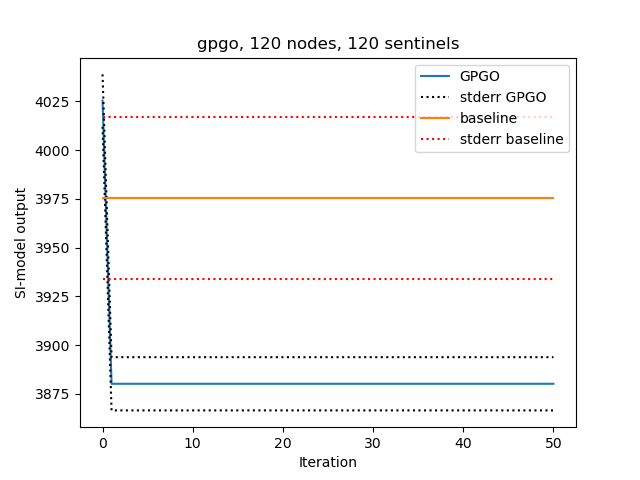 gpgo, 120 nodes, 120 sentinels
GPGO
stderr GPGO
baseline
stderr baseline
SI-model output
4025
4000
3975
3950
3925
3900
3875
0 10 20 30 40 50
Iteration